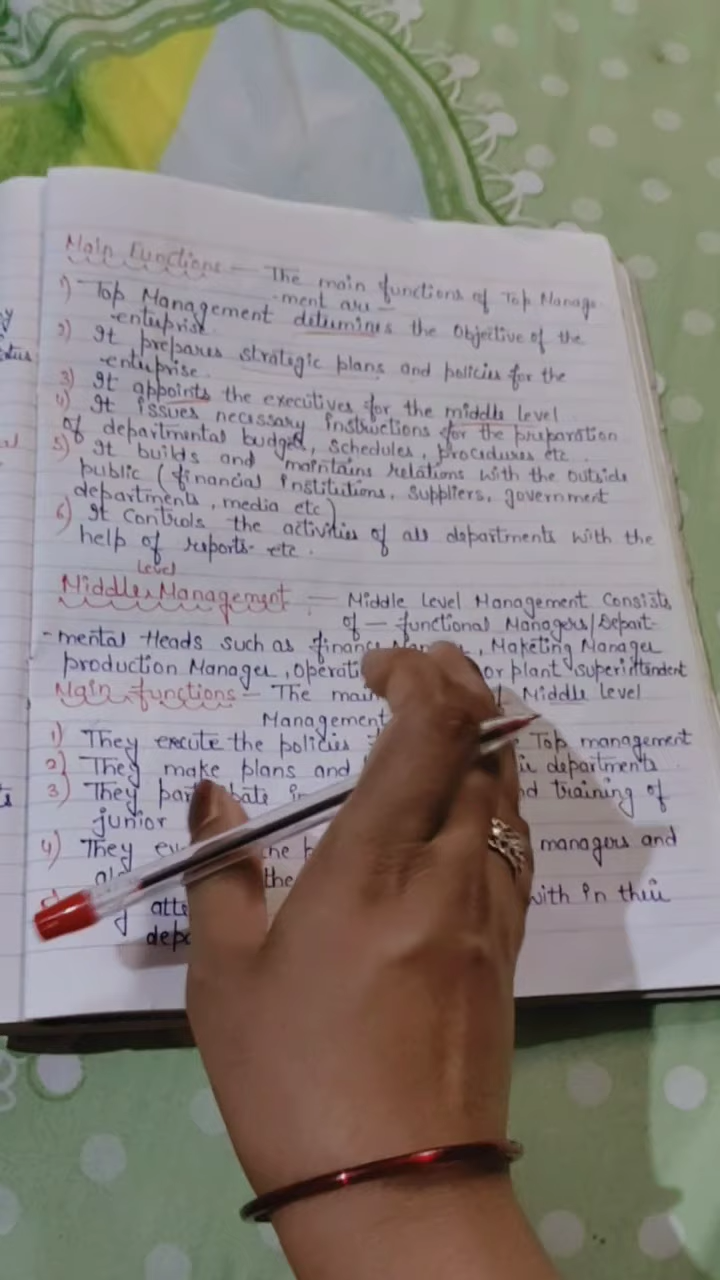 Main Functions — The main functions of Top Manage
-ment are —
1) Top Management determines the Objective of the
-enterprise.
2) It prepares strategic plans and policies for the
-enterprise.
3) It appoints the executives for the middle level
4) It issues necessary instructions for the preparation
of departmental budget, schedules, procedures etc.
5) It builds and maintains relations with the outside
public (financial institutions, suppliers, government
departments, media etc)
6) It controls the activities of all departments with the
help of reports- etc.
Level
Middle Management :— Middle Level Management Consists
of — functional Managers/Depart-
-mental Heads such as finance , Maketing Manager
production Manager, or plant superintendent
Main functions — The main Middle Level
Management
1) They excute the policies Top management
2) They make plans and departments
3) They training of
junior
4) They managers and
the
with in their